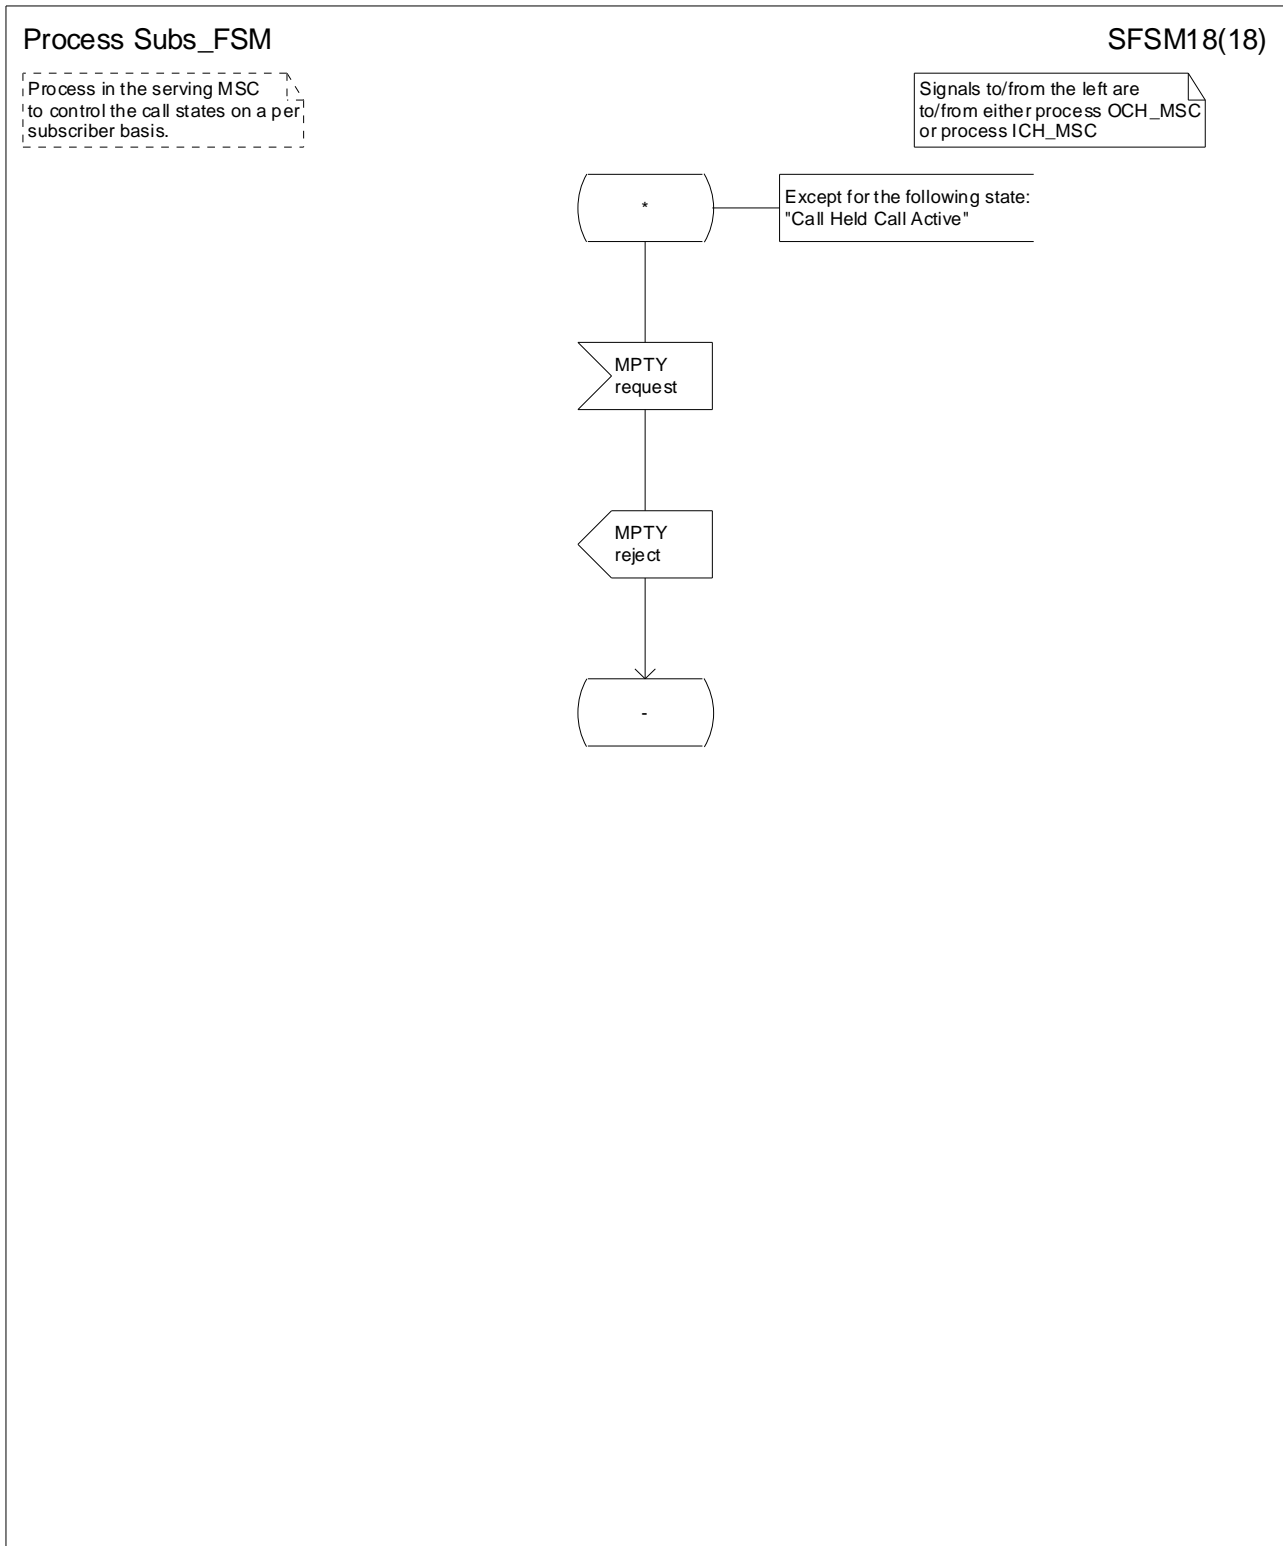 Process Subs_FSM
SFSM18(18)
Process in the serving MSC
to control the call states on a per
subscriber basis.
Signals to/from the left are
to/from either process OCH_MSC
or process ICH_MSC
*
Except for the following state:
"Call Held Call Active"
MPTY
request
MPTY
reject
-